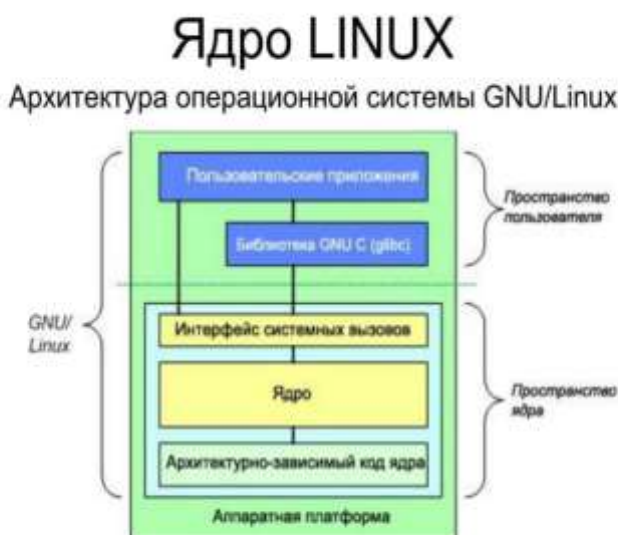 Ядро LINUX
Архитектура операционной системы GNU/Linux
Пользовательские приложения
Пространство
пользователя
Библиотека GNU C (glibc)
GNU/
Linux
Интерфейс системных вызовов
Ядро
Пространство
ядра
Архитектурно-зависимый код ядра
Аппаратная платформа